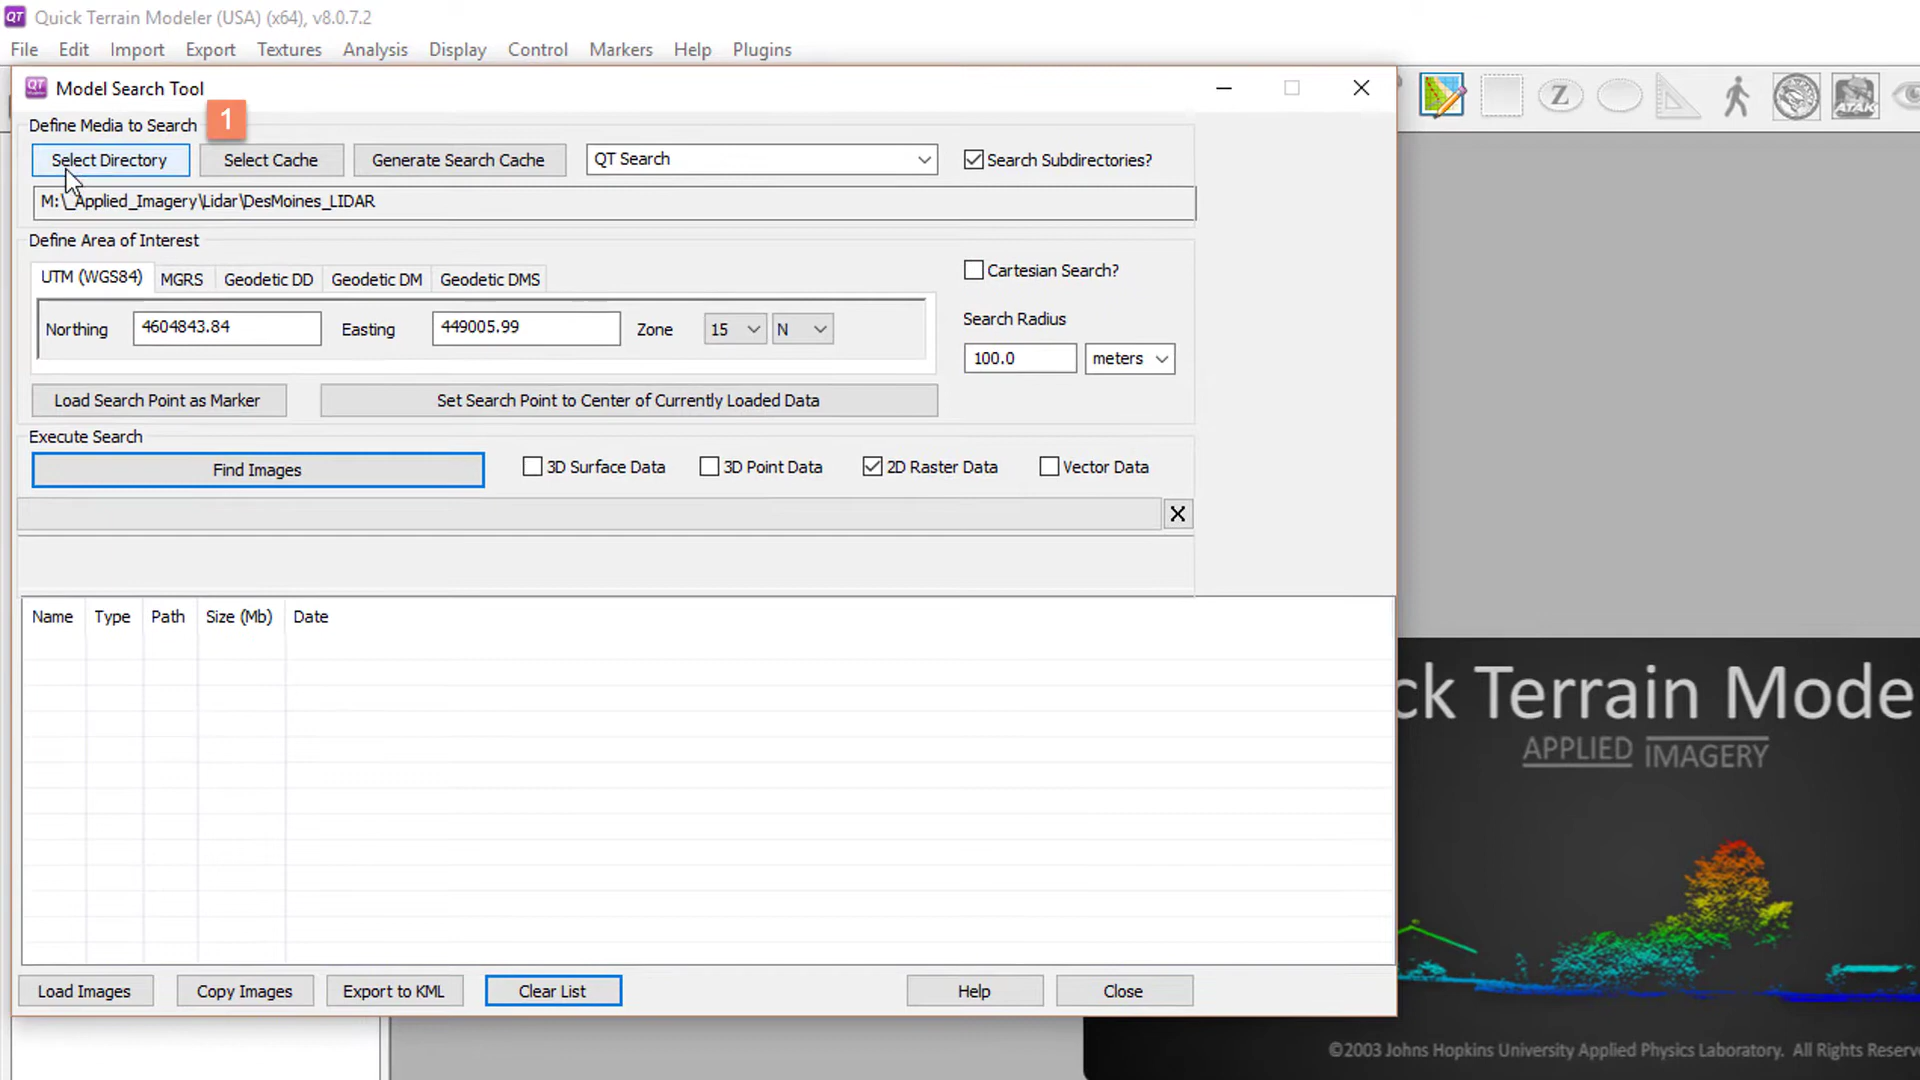 QT Quick Terrain Modeler (USA) (x64), v8.0.7.2
File Edit Import Export Textures Analysis Display Control Markers Help Plugins
QT Model Search Tool
Z ATAK
Define Media to Search 1
Select Directory Select Cache Generate Search Cache QT Search Search Subdirectories?
M:\_Applied_Imagery\Lidar\DesMoines_LIDAR
Define Area of Interest
UTM (WGS84) MGRS Geodetic DD Geodetic DM Geodetic DMS Cartesian Search?
Northing 4604843.84 Easting 449005.99 Zone 15 N
Search Radius
100.0 meters
Load Search Point as Marker Set Search Point to Center of Currently Loaded Data
Execute Search
Find Images 3D Surface Data 3D Point Data 2D Raster Data Vector Data
X
Name Type Path Size (Mb) Date
Load Images Copy Images Export to KML Clear List Help Close
ck Terrain Mode
APPLIED IMAGERY
©2003 Johns Hopkins University Applied Physics Laboratory. All Rights Reserve